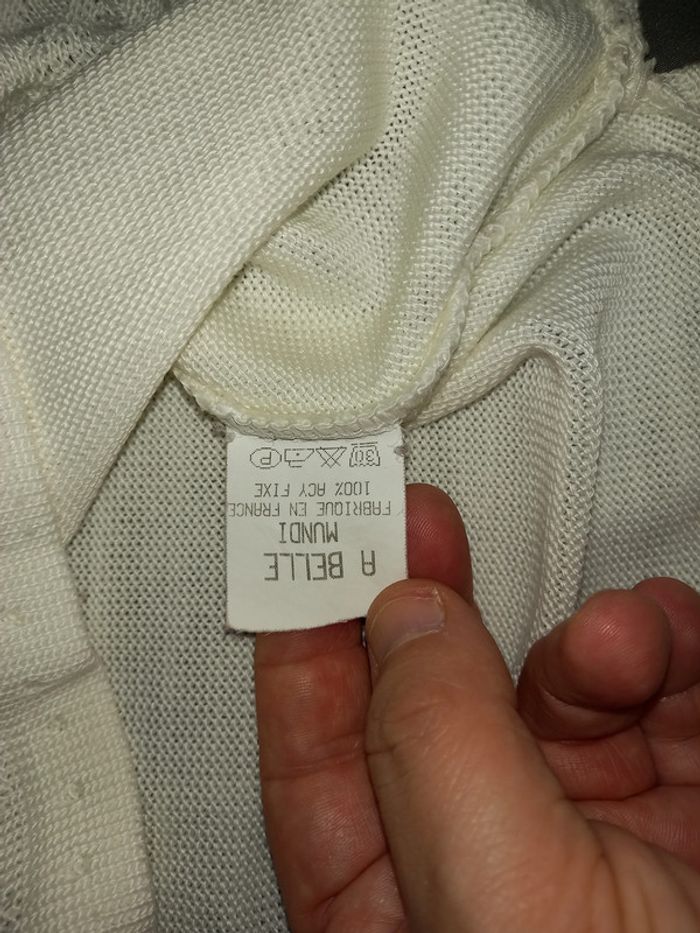 A BELLE
MUNDI
FABRIQUE EN FRANCE
100% ACY FIXE
30 P